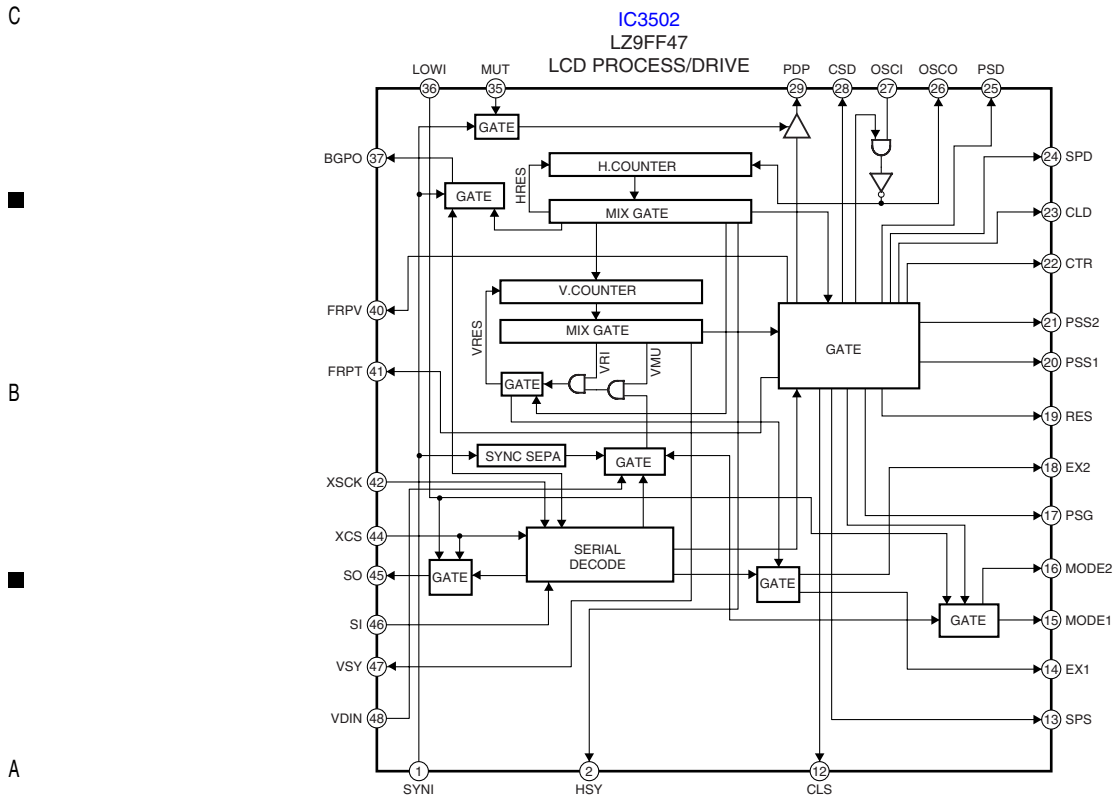 C
IC3502
LZ9FF47
LCD PROCESS/DRIVE
LOWI
MUT
PDP
CSD
OSCI
OSCO
PSD
36
35
29
28
27
26
25
GATE
BGPO 37
H.COUNTER
24 SPD
HRES
GATE
MIX GATE
23 CLD
22 CTR
V.COUNTER
FRPV 40
MIX GATE
21 PSS2
VRES
GATE
VRI
VMU
20 PSS1
FRPT 41
GATE
B
19 RES
SYNC SEPA
GATE
18 EX2
XSCK 42
17 PSG
XCS 44
SERIAL
DECODE
16 MODE2
SO 45
GATE
GATE
SI 46
GATE
15 MODE1
VSY 47
14 EX1
VDIN 48
13 SPS
A
1
2
12
SYNI
HSY
CLS